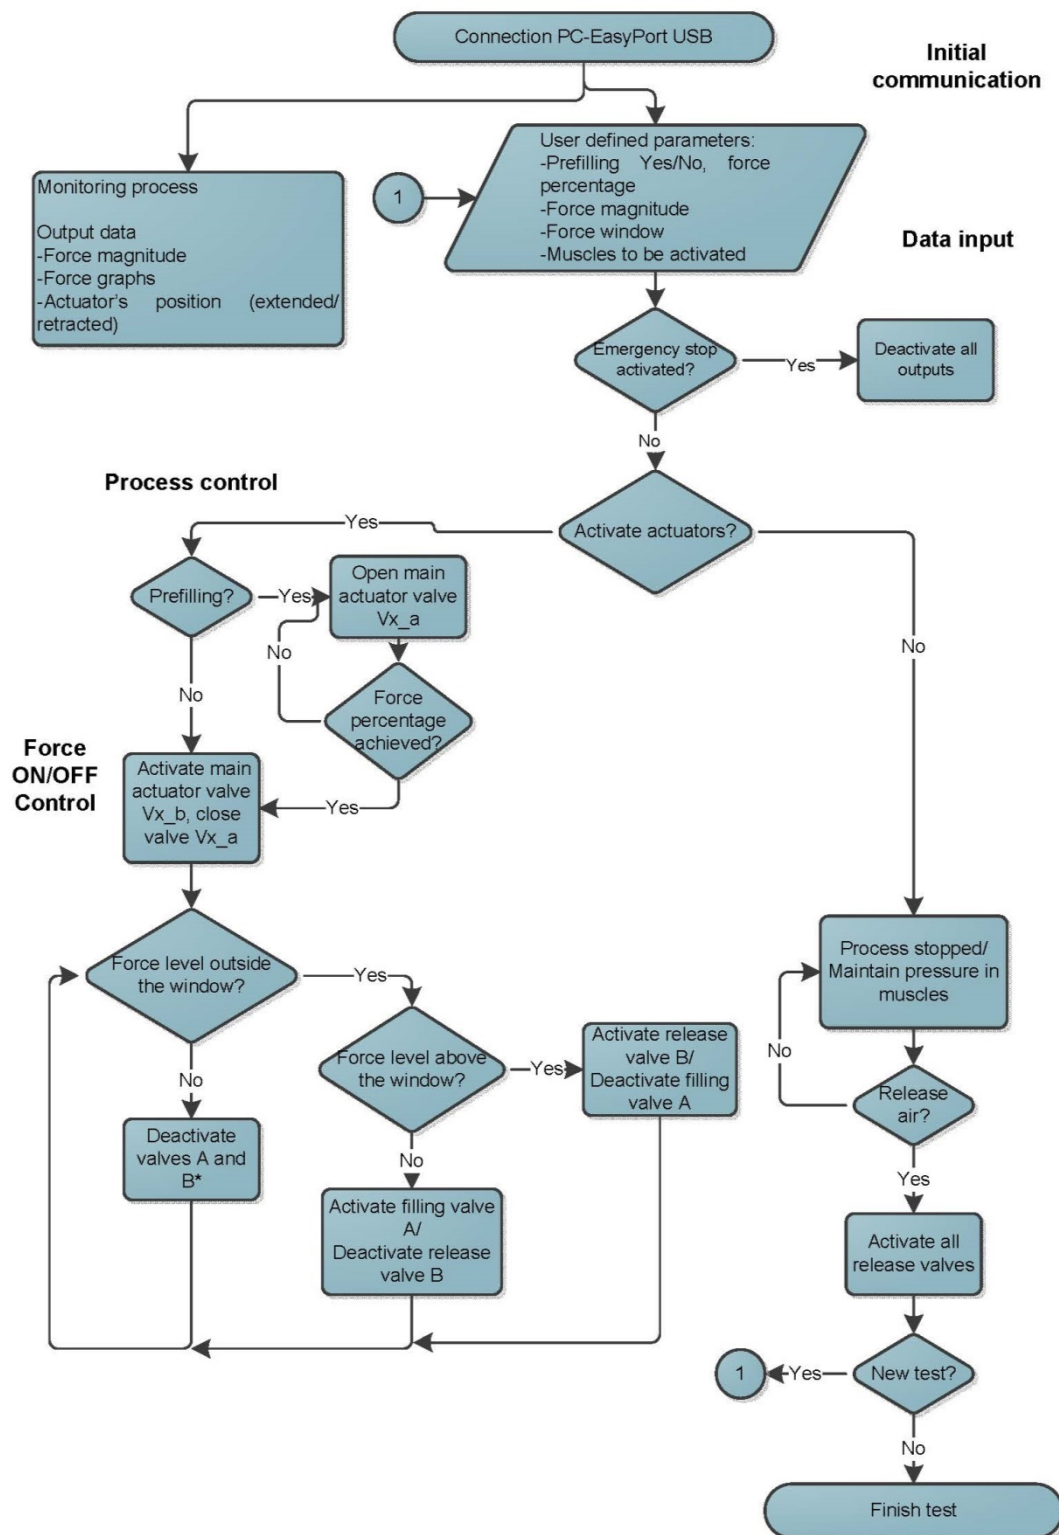 Connection PC-EasyPort USB
Initial
communication
User defined parameters:
-Prefilling Yes/No, force
percentage
-Force magnitude
-Force window
-Muscles to be activated
1
Monitoring process
Output data
-Force magnitude
-Force graphs
-Actuator's position (extended/
retracted)
Data input
Emergency stop
activated?
Yes
Deactivate all
outputs
No
Process control
Activate actuators?
Yes
Prefilling?
Yes
Open main
actuator valve
Vx_a
No
No
No
Force
percentage
achieved?
Force
ON/OFF
Control
Activate main
actuator valve
Vx_b, close
valve Vx_a
Yes
Force level outside
the window?
Yes
Force level above
the window?
Yes
Activate release
valve B/
Deactivate filling
valve A
No
Deactivate
valves A and
B*
No
Activate filling valve
A/
Deactivate release
valve B
Process stopped/
Maintain pressure in
muscles
No
Release
air?
Yes
Activate all
release valves
New test?
Yes
1
No
Finish test